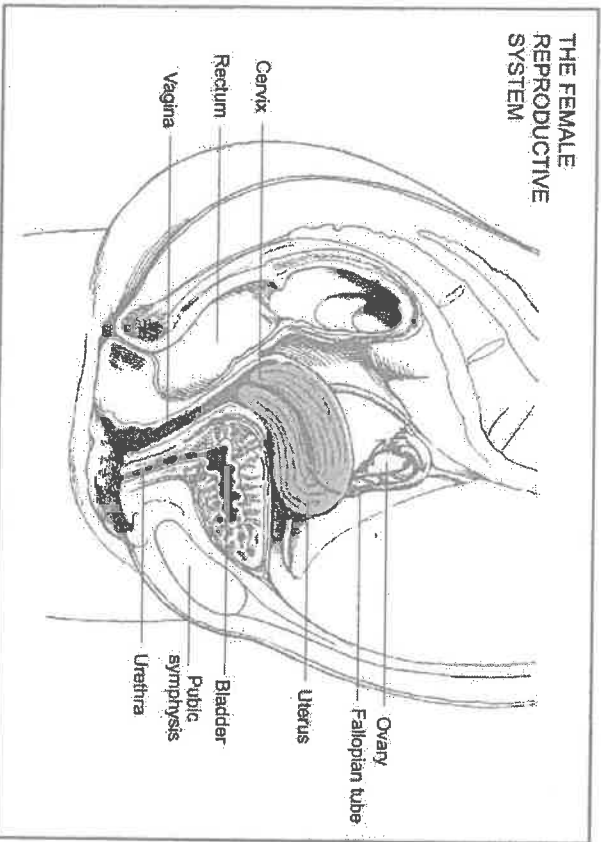 THE FEMALE
REPRODUCTIVE
SYSTEM
Cervix
Rectum
Vagina
Ovary
Fallopian tube
Uterus
Bladder
Pubic
symphysis
Urethra